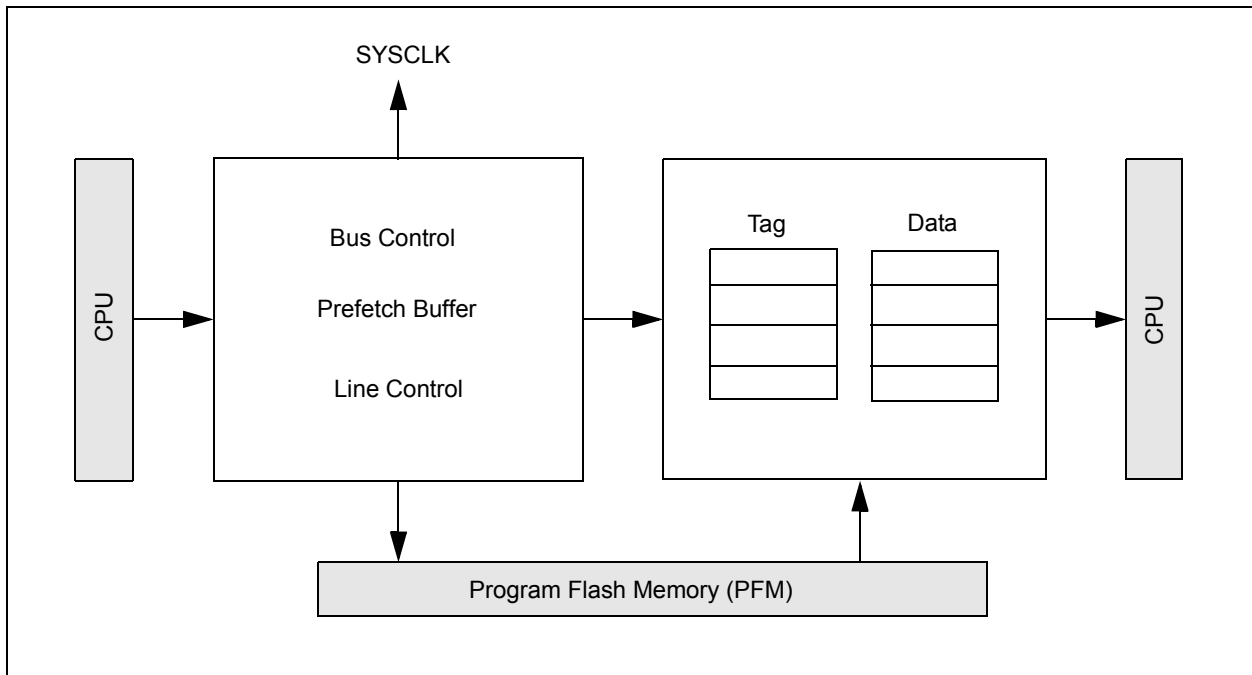 SYSCLK
CPU
Bus Control
Prefetch Buffer
Line Control
Tag
Data
CPU
Program Flash Memory (PFM)